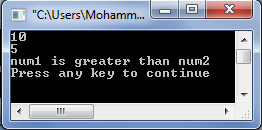 "C:\Users\Mohamm...
10
5
num1 is greater than num2
Press any key to continue